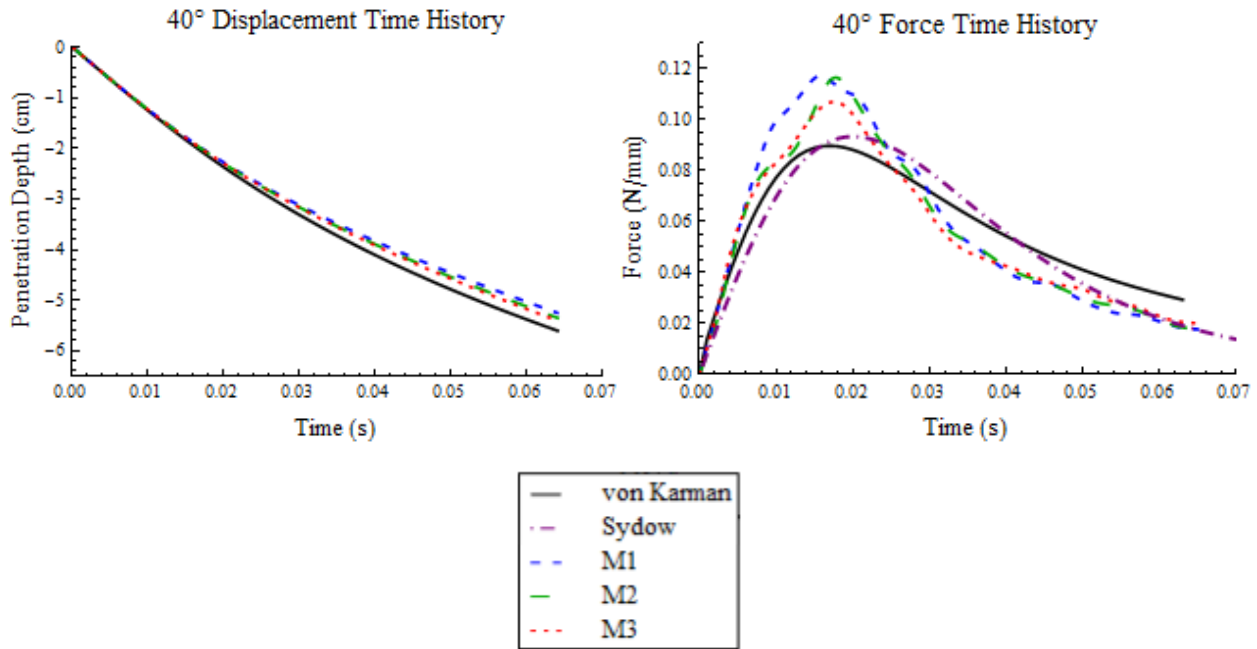 40° Displacement Time History
0
−1
−2
−3
−4
−5
−6
Penetration Depth (cm)
0.00 0.01 0.02 0.03 0.04 0.05 0.06 0.07
Time (s)
40° Force Time History
0.12
0.10
0.08
0.06
0.04
0.02
0.00
Force (N/mm)
0.00 0.01 0.02 0.03 0.04 0.05 0.06 0.07
Time (s)
von Karman
Sydow
M1
M2
M3